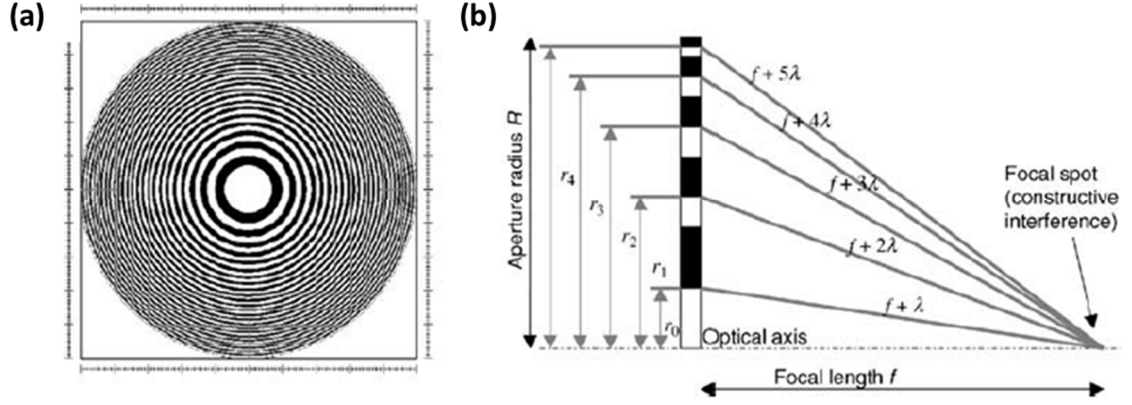 (a)
(b)
f + 5λ
f + 4λ
f + 3λ
f + 2λ
f + λ
Aperture radius R
r4
r3
r2
r1
r0
Focal spot
(constructive
interference)
Optical axis
Focal length f